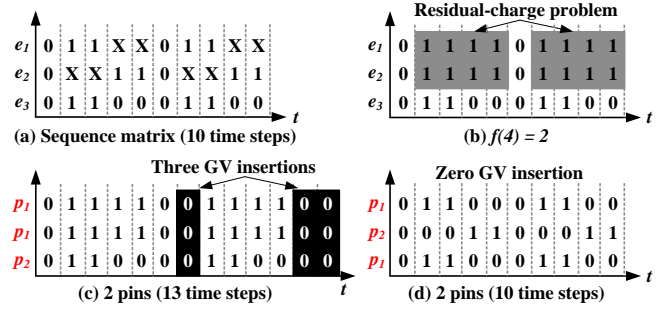 e1 0 1 1 X X 0 1 1 X X
e2 0 X X 1 1 0 X X 1 1
e3 0 1 1 0 0 0 1 1 0 0
t
(a) Sequence matrix (10 time steps)
Residual-charge problem
e1 0 1 1 1 1 0 1 1 1 1
e2 0 1 1 1 1 0 1 1 1 1
e3 0 1 1 0 0 0 1 1 0 0
t
(b) f(4) = 2
Three GV insertions
p1 0 1 1 1 1 0 0 1 1 1 1 0 0
p1 0 1 1 1 1 0 0 1 1 1 1 0 0
p2 0 1 1 0 0 0 0 1 1 0 0 0 0
t
(c) 2 pins (13 time steps)
Zero GV insertion
p1 0 1 1 0 0 0 1 1 0 0
p2 0 0 0 1 1 0 0 0 1 1
p1 0 1 1 0 0 0 1 1 0 0
t
(d) 2 pins (10 time steps)